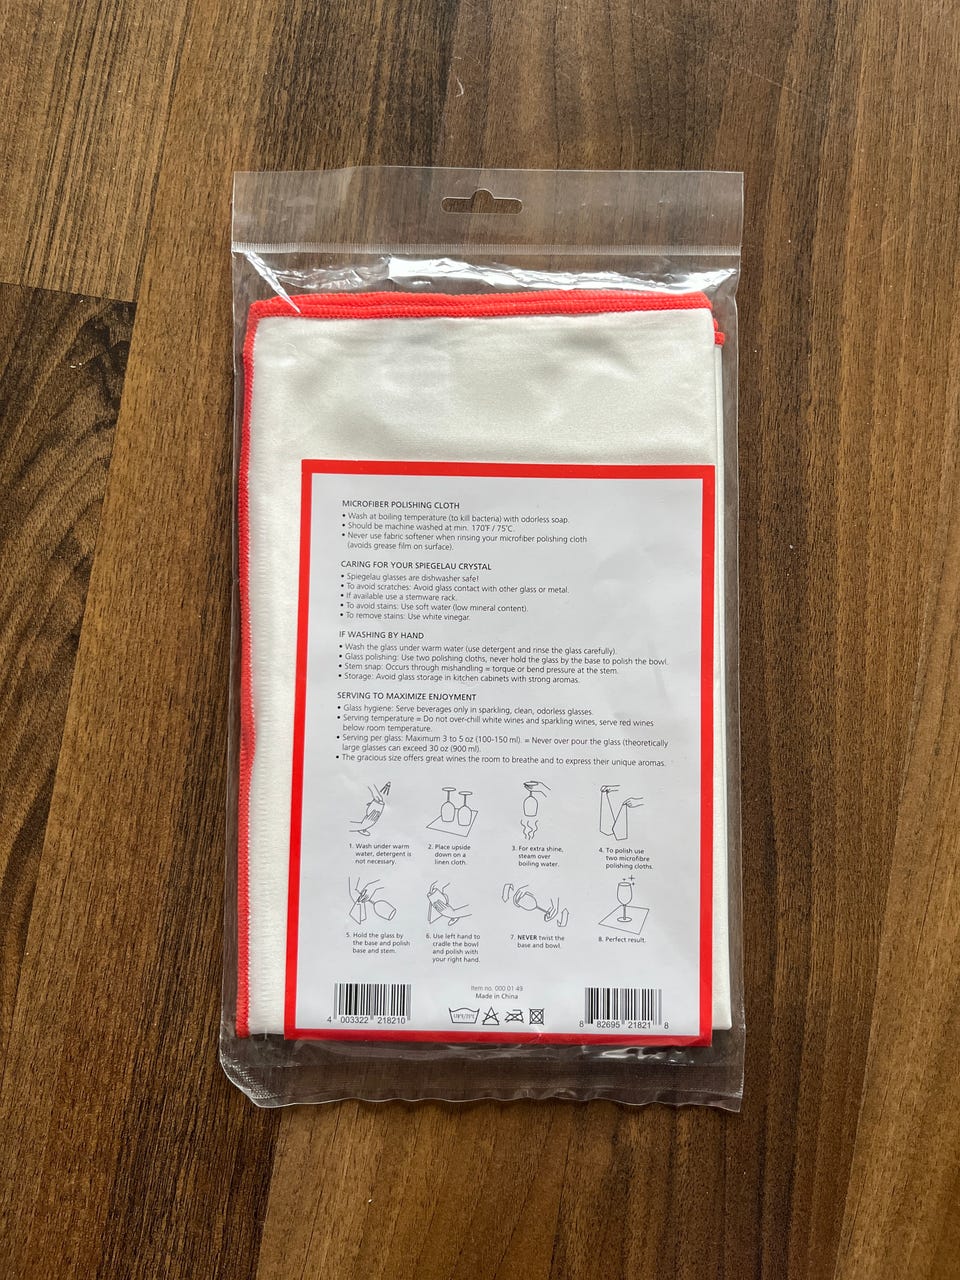 MICROFIBER POLISHING CLOTH
• Wash at boiling temperature (to kill bacteria) with odorless soap.
• Should be machine washed at min. 170°F / 75°C.
• Never use fabric softener when rinsing your microfiber polishing cloth
(avoids grease film on surface).
CARING FOR YOUR SPIEGELAU CRYSTAL
• Spiegelau glasses are dishwasher safe!
• To avoid scratches: Avoid glass contact with other glass or metal.
• If available use a stemware rack.
• To avoid stains: Use soft water (low mineral content).
• To remove stains: Use white vinegar.
IF WASHING BY HAND
• Wash the glass under warm water (use detergent and rinse the glass carefully).
• Glass polishing: Use two polishing cloths, never hold the glass by the base to polish the bowl.
• Stem snap: Occurs through mishandling = torque or bend pressure at the stem.
• Storage: Avoid glass storage in kitchen cabinets with strong aromas.
SERVING TO MAXIMIZE ENJOYMENT
• Glass hygiene: Serve beverages only in sparkling, clean, odorless glasses.
• Serving temperature = Do not over-chill white wines and sparkling wines, serve red wines
below room temperature.
• Serving per glass: Maximum 3 to 5 oz (100-150 ml). = Never over pour the glass (theoretically
large glasses can exceed 30 oz (900 ml).
• The gracious size offers great wines the room to breathe and to express their unique aromas.
1. Wash under warm
water, detergent is
not necessary.
2. Place upside
down on a
linen cloth.
3. For extra shine,
steam over
boiling water.
4. To polish use
two microfibre
polishing cloths.
5. Hold the glass by
the base and polish
base and stem.
6. Use left hand to
cradle the bowl
and polish with
your right hand.
7. NEVER twist the
base and bowl.
8. Perfect result.
Item no. 000 01 49
Made in China
170°F/75°C
4 003322 218210
8 82695 21821 8